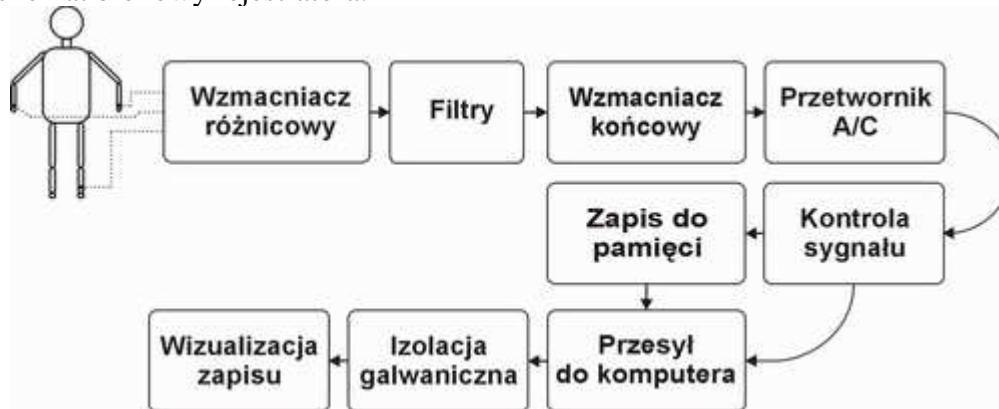 Wzmacniacz
różnicowy
Filtry
Wzmacniacz
końcowy
Przetwornik
A/C
Kontrola
sygnału
Zapis do
pamięci
Przesył
do komputera
Izolacja
galwaniczna
Wizualizacja
zapisu